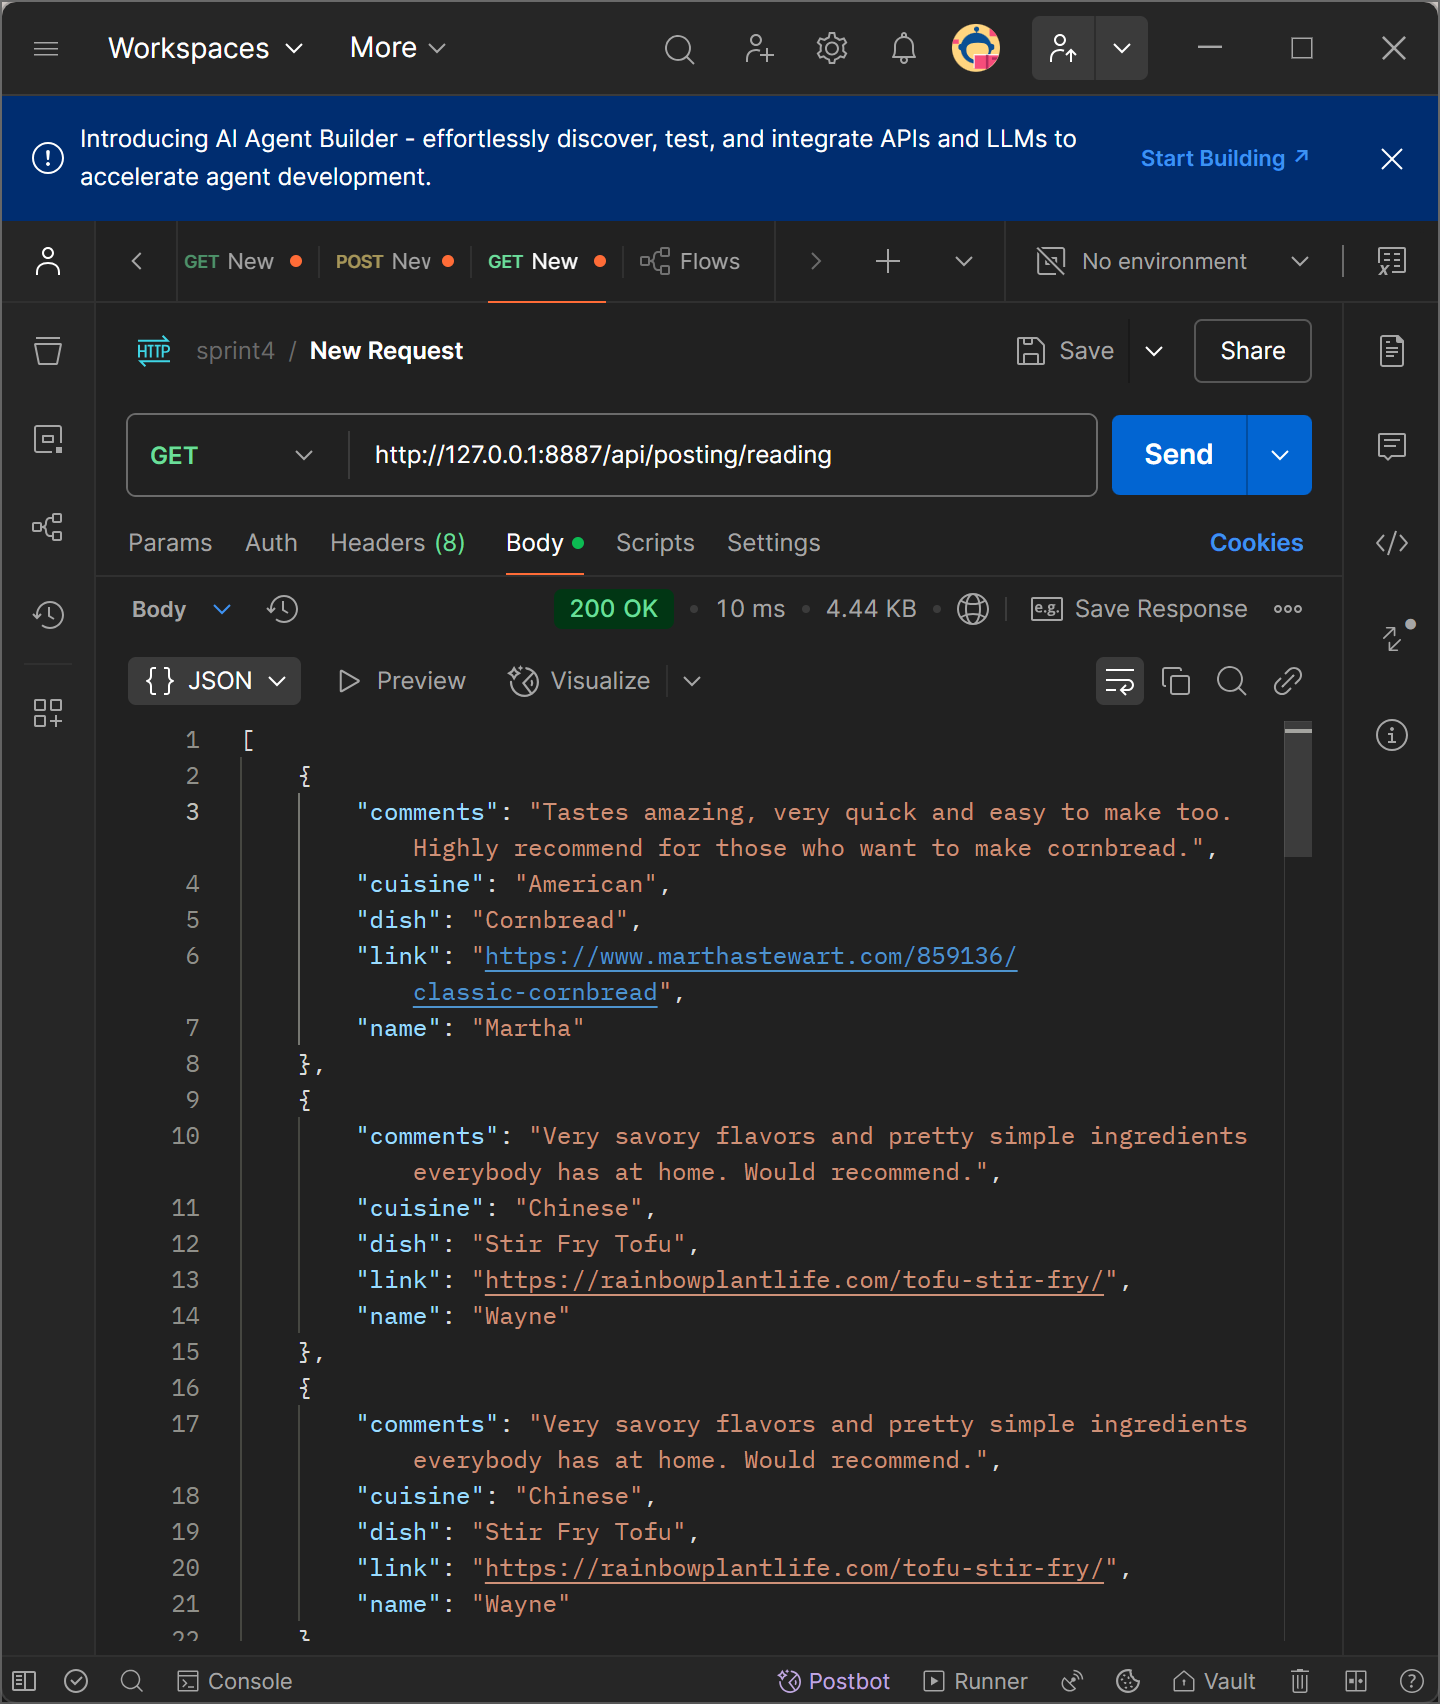 Workspaces More
Introducing AI Agent Builder - effortlessly discover, test, and integrate APIs and LLMs to
accelerate agent development.
Start Building
GET New POST New GET New Flows No environment
HTTP sprint4 / New Request Save Share
GET http://127.0.0.1:8887/api/posting/reading Send
Params Auth Headers (8) Body Scripts Settings Cookies
Body 200 OK 10 ms 4.44 KB e.g. Save Response
{} JSON Preview Visualize
1 [
2 {
3 "comments": "Tastes amazing, very quick and easy to make too.
Highly recommend for those who want to make cornbread.",
4 "cuisine": "American",
5 "dish": "Cornbread",
6 "link": "https://www.marthastewart.com/859136/
classic-cornbread",
7 "name": "Martha"
8 },
9 {
10 "comments": "Very savory flavors and pretty simple ingredients
everybody has at home. Would recommend.",
11 "cuisine": "Chinese",
12 "dish": "Stir Fry Tofu",
13 "link": "https://rainbowplantlife.com/tofu-stir-fry/",
14 "name": "Wayne"
15 },
16 {
17 "comments": "Very savory flavors and pretty simple ingredients
everybody has at home. Would recommend.",
18 "cuisine": "Chinese",
19 "dish": "Stir Fry Tofu",
20 "link": "https://rainbowplantlife.com/tofu-stir-fry/",
21 "name": "Wayne"
22 }
Console Postbot Runner Vault